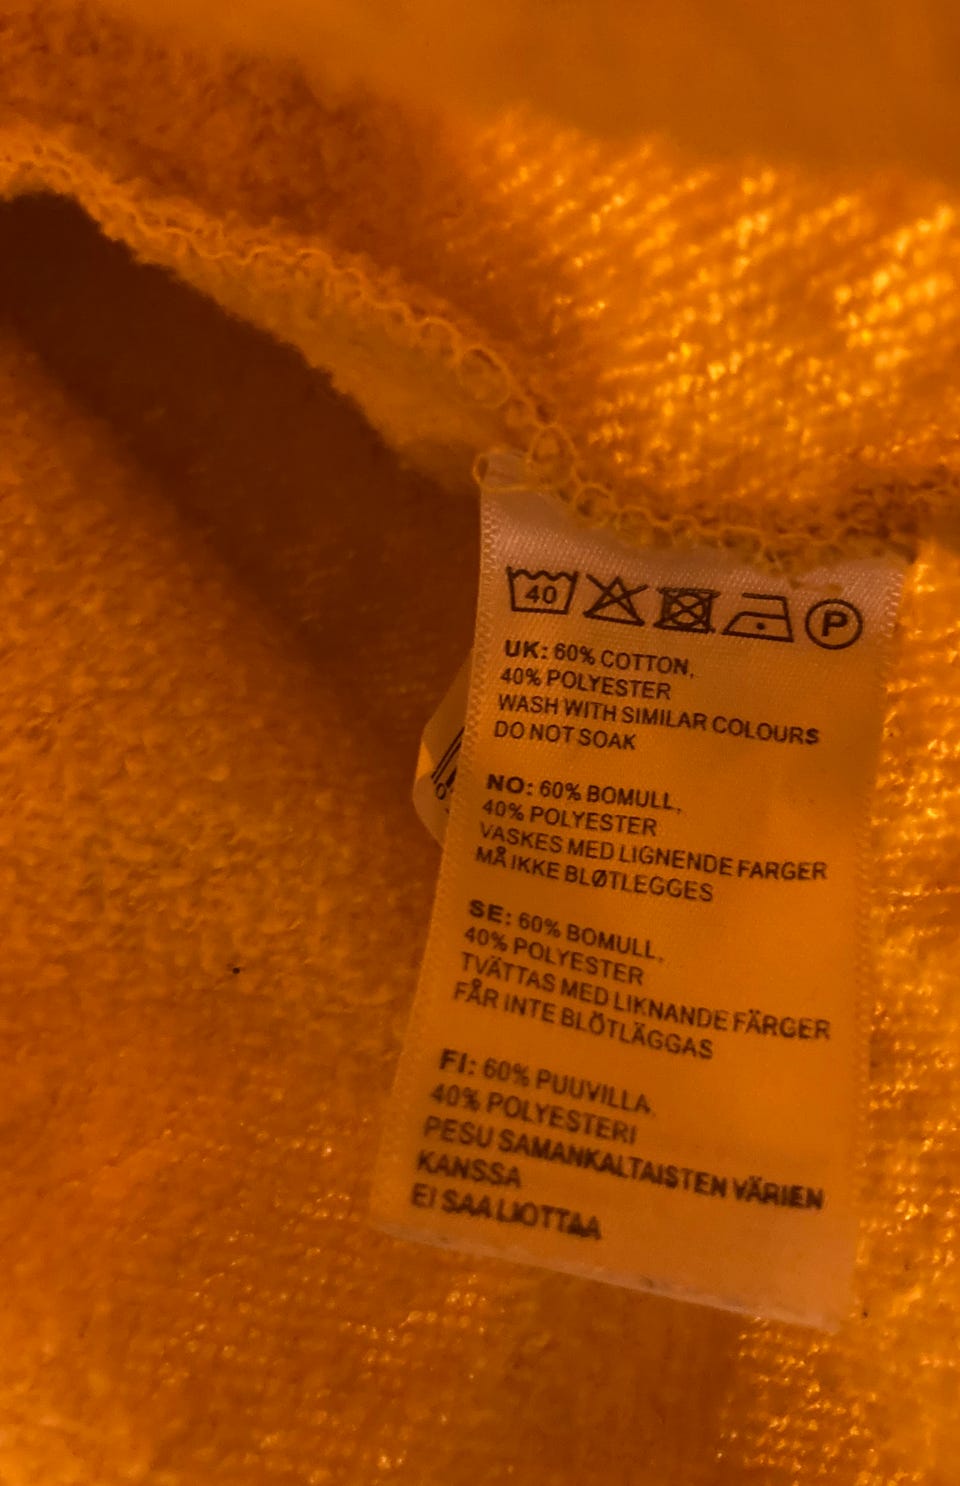 40 P
UK: 60% COTTON,
40% POLYESTER
WASH WITH SIMILAR COLOURS
DO NOT SOAK
NO: 60% BOMULL,
40% POLYESTER
VASKES MED LIGNENDE FARGER
MÅ IKKE BLØTLEGGES
SE: 60% BOMULL,
40% POLYESTER
TVÄTTAS MED LIKNANDE FÄRGER
FÅR INTE BLÖTLÄGGAS
FI: 60% PUUVILLA,
40% POLYESTERI
PESU SAMANKALTAISTEN VÄRIEN
KANSSA
EI SAA LIOTTAA